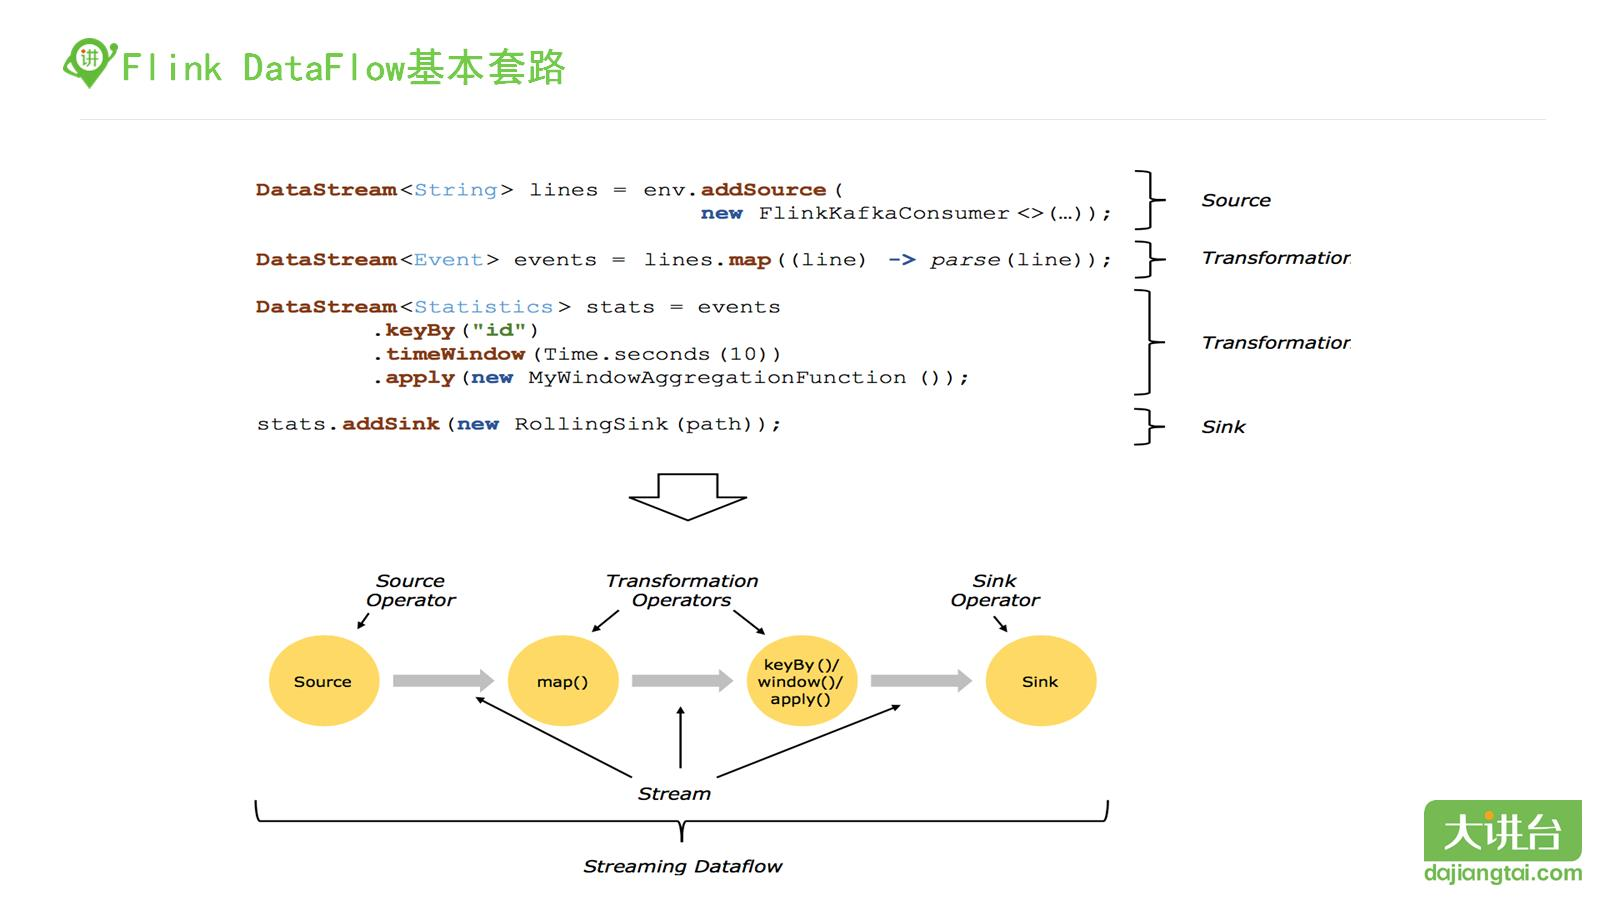 讲
Flink DataFlow基本套路
DataStream<String> lines = env.addSource(
new FlinkKafkaConsumer<>(…));
Source
DataStream<Event> events = lines.map((line) -> parse(line));
Transformation
DataStream<Statistics> stats = events
.keyBy("id")
.timeWindow(Time.seconds(10))
.apply(new MyWindowAggregationFunction());
Transformation
stats.addSink(new RollingSink(path));
Sink
Source
Operator
Transformation
Operators
Sink
Operator
Source
map()
keyBy()/
window()/
apply()
Sink
Stream
Streaming Dataflow
大讲台
dajiangtai.com